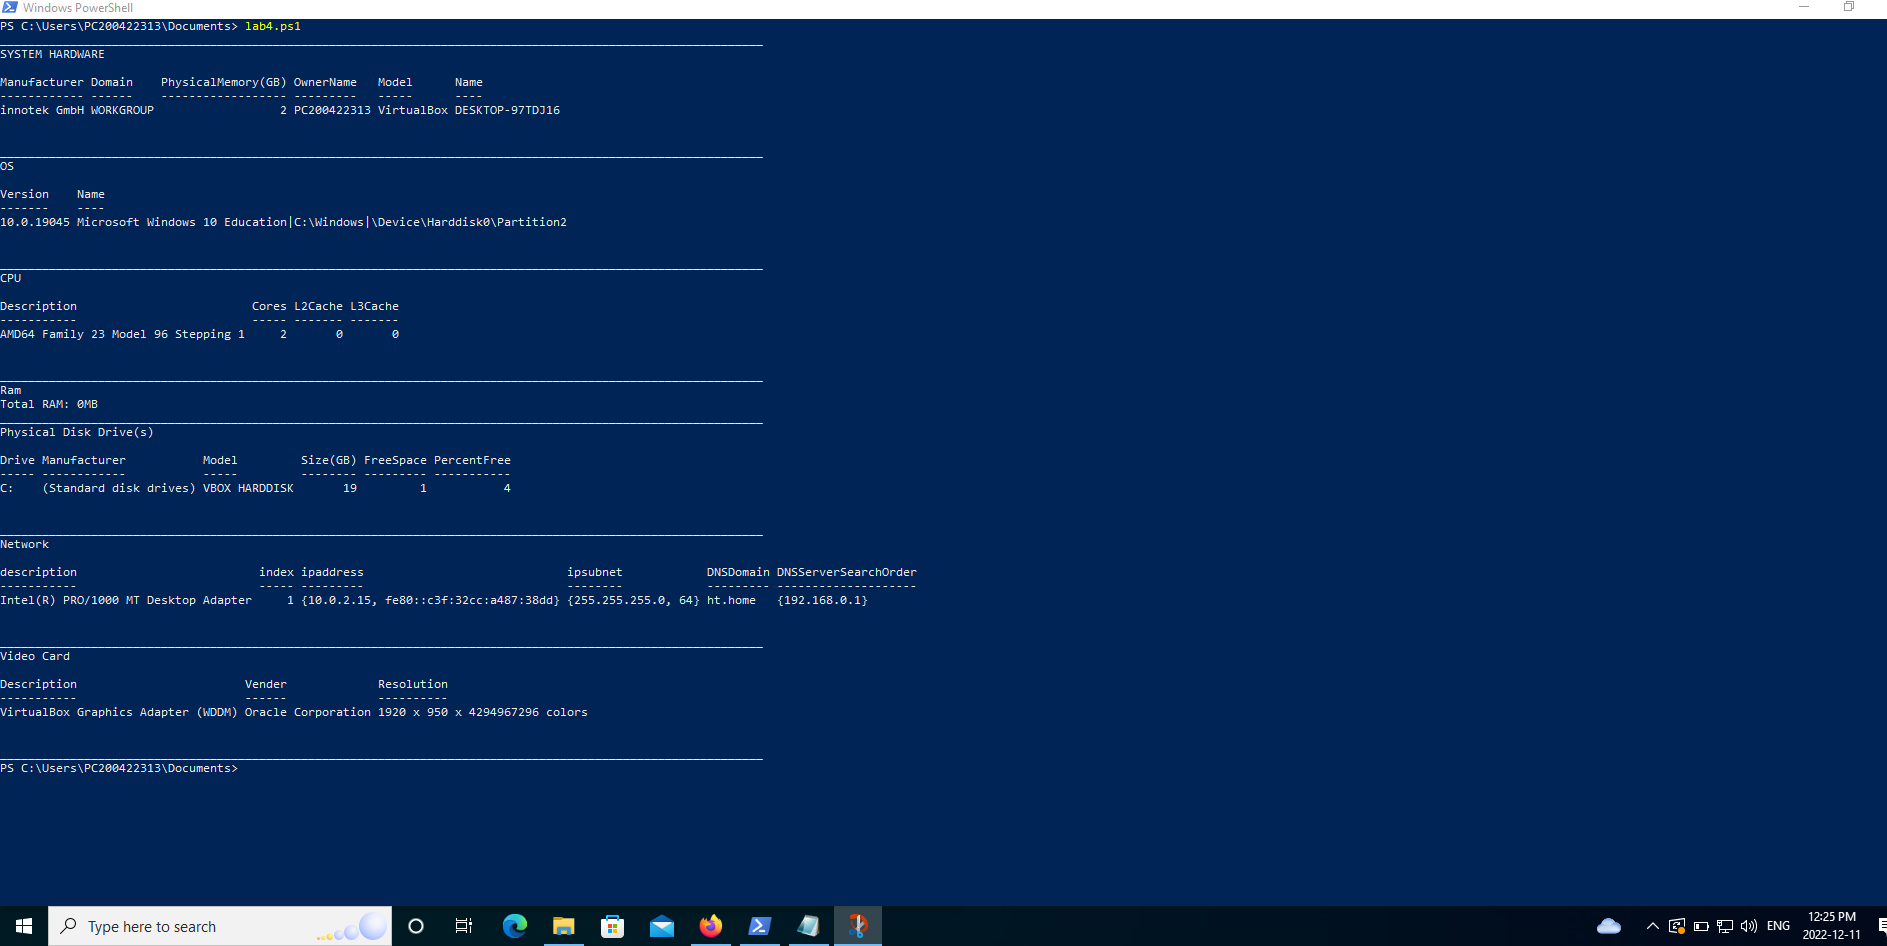 Windows PowerShell
PS C:\Users\PC200422313\Documents> lab4.ps1
SYSTEM HARDWARE
Manufacturer Domain    PhysicalMemory(GB) OwnerName   Model      Name
------------ ------    ------------------ ---------   -----      ----
innotek GmbH WORKGROUP                  2 PC200422313 VirtualBox DESKTOP-97TDJ16
OS
Version    Name
-------    ----
10.0.19045 Microsoft Windows 10 Education|C:\Windows|\Device\Harddisk0\Partition2
CPU
Description                         Cores L2Cache L3Cache
-----------                         ----- ------- -------
AMD64 Family 23 Model 96 Stepping 1     2       0       0
Ram
Total RAM: 0MB
Physical Disk Drive(s)
Drive Manufacturer           Model         Size(GB) FreeSpace PercentFree
----- ------------           -----         -------- --------- -----------
C:    (Standard disk drives) VBOX HARDDISK       19         1           4
Network
description                          index ipaddress                             ipsubnet            DNSDomain DNSServerSearchOrder
-----------                          ----- ---------                             --------            --------- --------------------
Intel(R) PRO/1000 MT Desktop Adapter     1 {10.0.2.15, fe80::c3f:32cc:a487:38dd} {255.255.255.0, 64} ht.home   {192.168.0.1}
Video Card
Description                        Vender             Resolution
-----------                        ------             ----------
VirtualBox Graphics Adapter (WDDM) Oracle Corporation 1920 x 950 x 4294967296 colors
PS C:\Users\PC200422313\Documents>
Type here to search
ENG
12:25 PM
2022-12-11